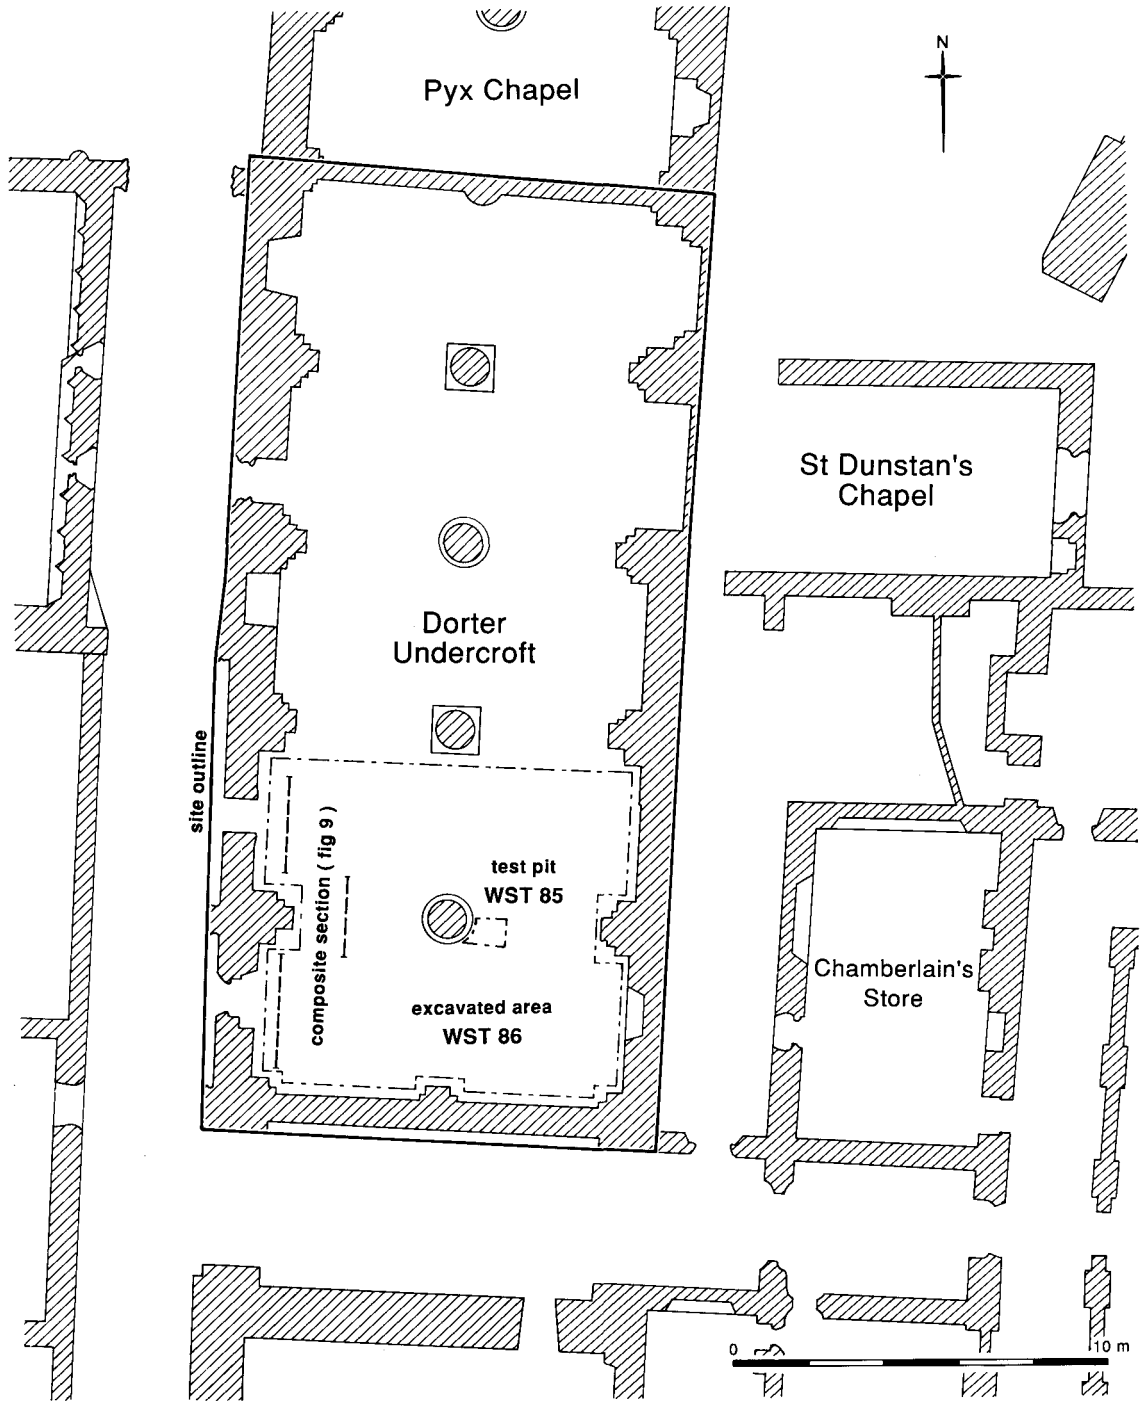 Pyx Chapel
N
St Dunstan's
Chapel
Dorter
Undercroft
site outline
composite section ( fig 9 )
test pit
WST 85
excavated area
WST 86
Chamberlain's
Store
0
10 m